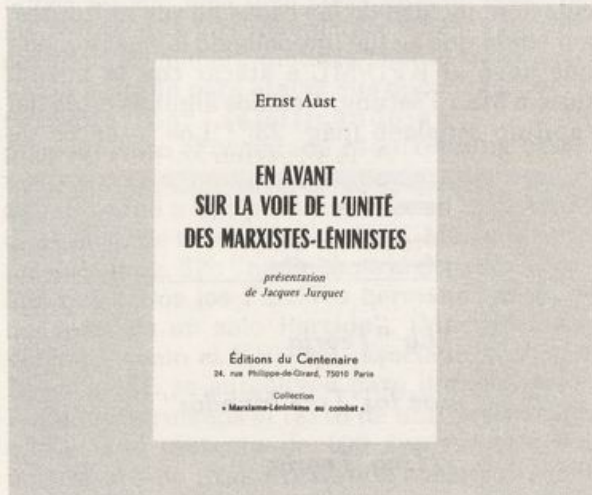 Ernst Aust
EN AVANT
SUR LA VOIE DE L'UNITÉ
DES MARXISTES-LÉNINISTES
présentation
de Jacques Jurquet
Éditions du Centenaire
24, rue Philippe-de-Girard, 75010 Paris
Collection
« Marxisme-Léninisme au combat »